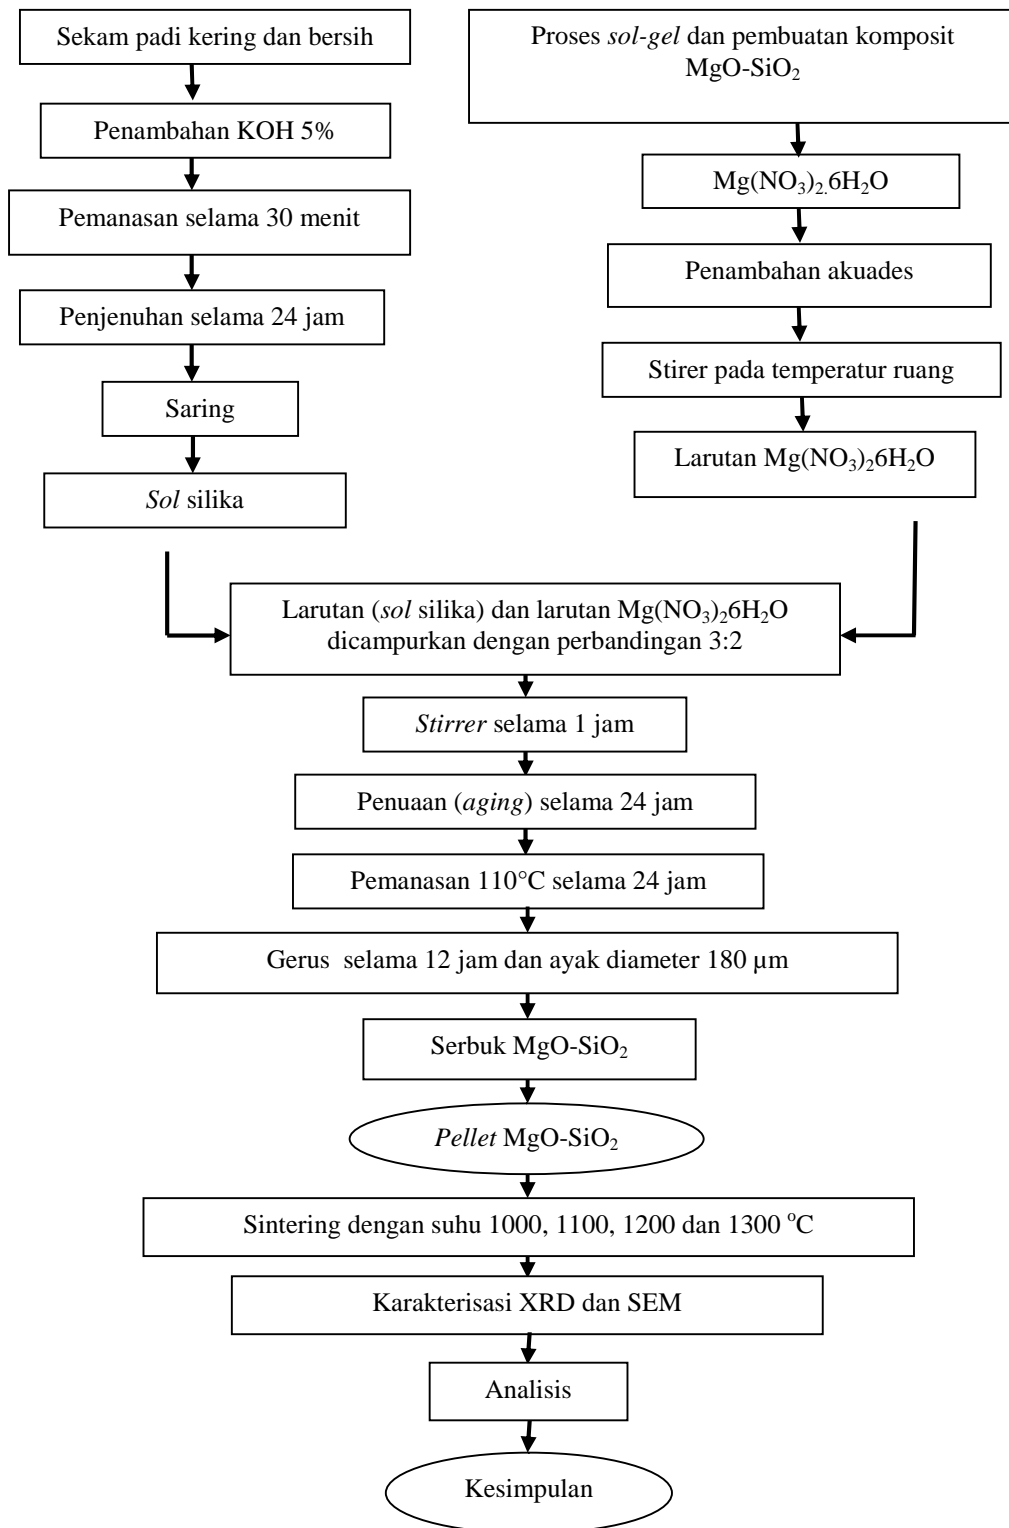 Sekam padi kering dan bersih
Penambahan KOH 5%
Pemanasan selama 30 menit
Penjenuhan selama 24 jam
Saring
Sol silika
Proses sol-gel dan pembuatan komposit
MgO-SiO₂
Mg(NO₃)₂.6H₂O
Penambahan akuades
Stirer pada temperatur ruang
Larutan Mg(NO₃)₂6H₂O
Larutan (sol silika) dan larutan Mg(NO₃)₂6H₂O
dicampurkan dengan perbandingan 3:2
Stirrer selama 1 jam
Penuaan (aging) selama 24 jam
Pemanasan 110°C selama 24 jam
Gerus selama 12 jam dan ayak diameter 180 µm
Serbuk MgO-SiO₂
Pellet MgO-SiO₂
Sintering dengan suhu 1000, 1100, 1200 dan 1300 ᵒC
Karakterisasi XRD dan SEM
Analisis
Kesimpulan